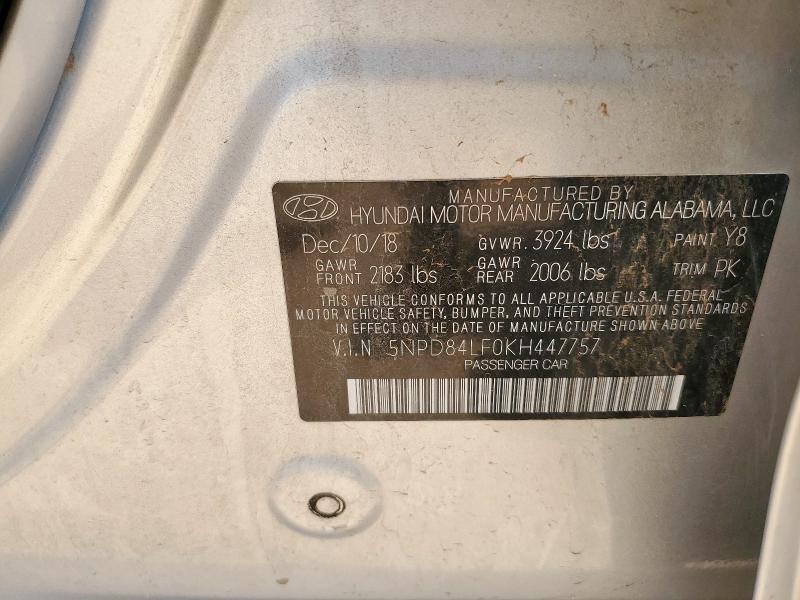 MANUFACTURED BY
HYUNDAI MOTOR MANUFACTURING ALABAMA, LLC
Dec/10/18 GVWR. 3924 lbs PAINT Y8
GAWR FRONT 2183 lbs GAWR REAR 2006 lbs TRIM PK
THIS VEHICLE CONFORMS TO ALL APPLICABLE U.S.A. FEDERAL
MOTOR VEHICLE SAFETY, BUMPER, AND THEFT PREVENTION STANDARDS
IN EFFECT ON THE DATE OF MANUFACTURE SHOWN ABOVE
V.I.N 5NPD84LF0KH447757
PASSENGER CAR